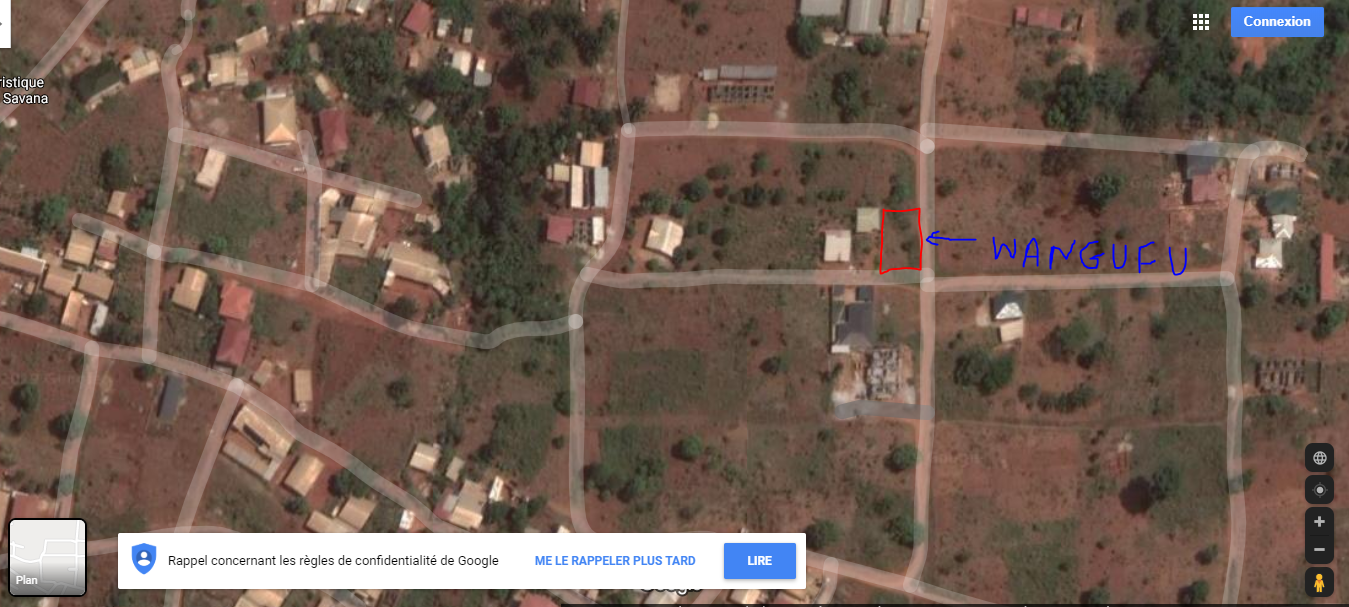 ristique
Savana
Connexion
WANGUFU
Rappel concernant les règles de confidentialité de Google
ME LE RAPPELER PLUS TARD
LIRE
Plan
Google